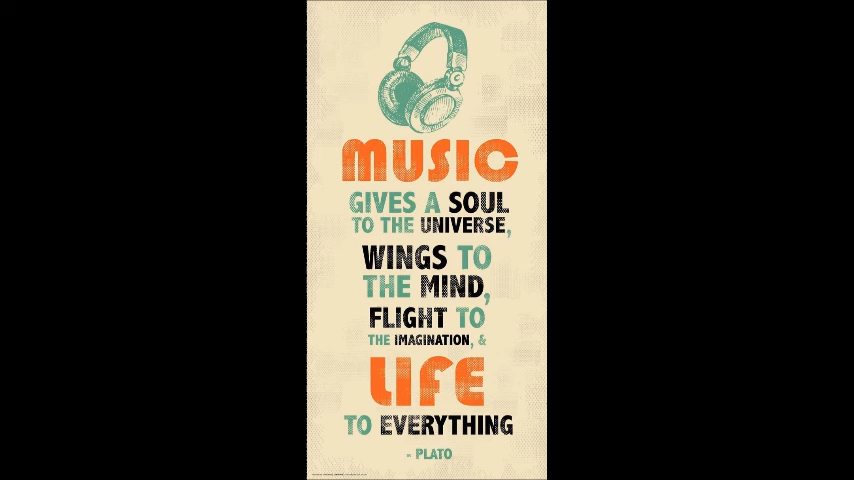 MUSIC
GIVES A SOUL
TO THE UNIVERSE,
WINGS TO
THE MIND,
FLIGHT TO
THE IMAGINATION, &
LIFE
TO EVERYTHING
- PLATO